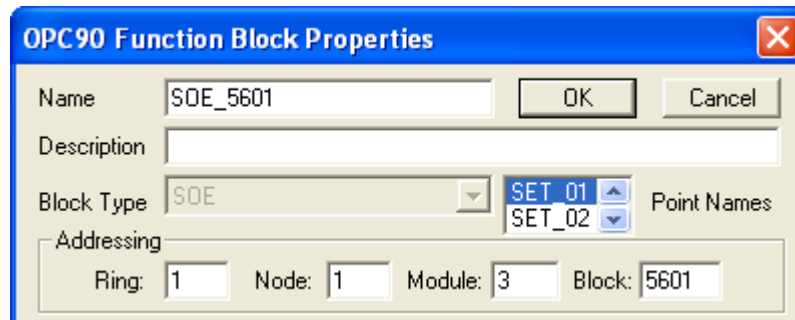 OPC90 Function Block Properties
Name SOE_5601 OK Cancel
Description
Block Type SOE SET_01 Point Names
SET_02
Addressing
Ring: 1 Node: 1 Module: 3 Block: 5601